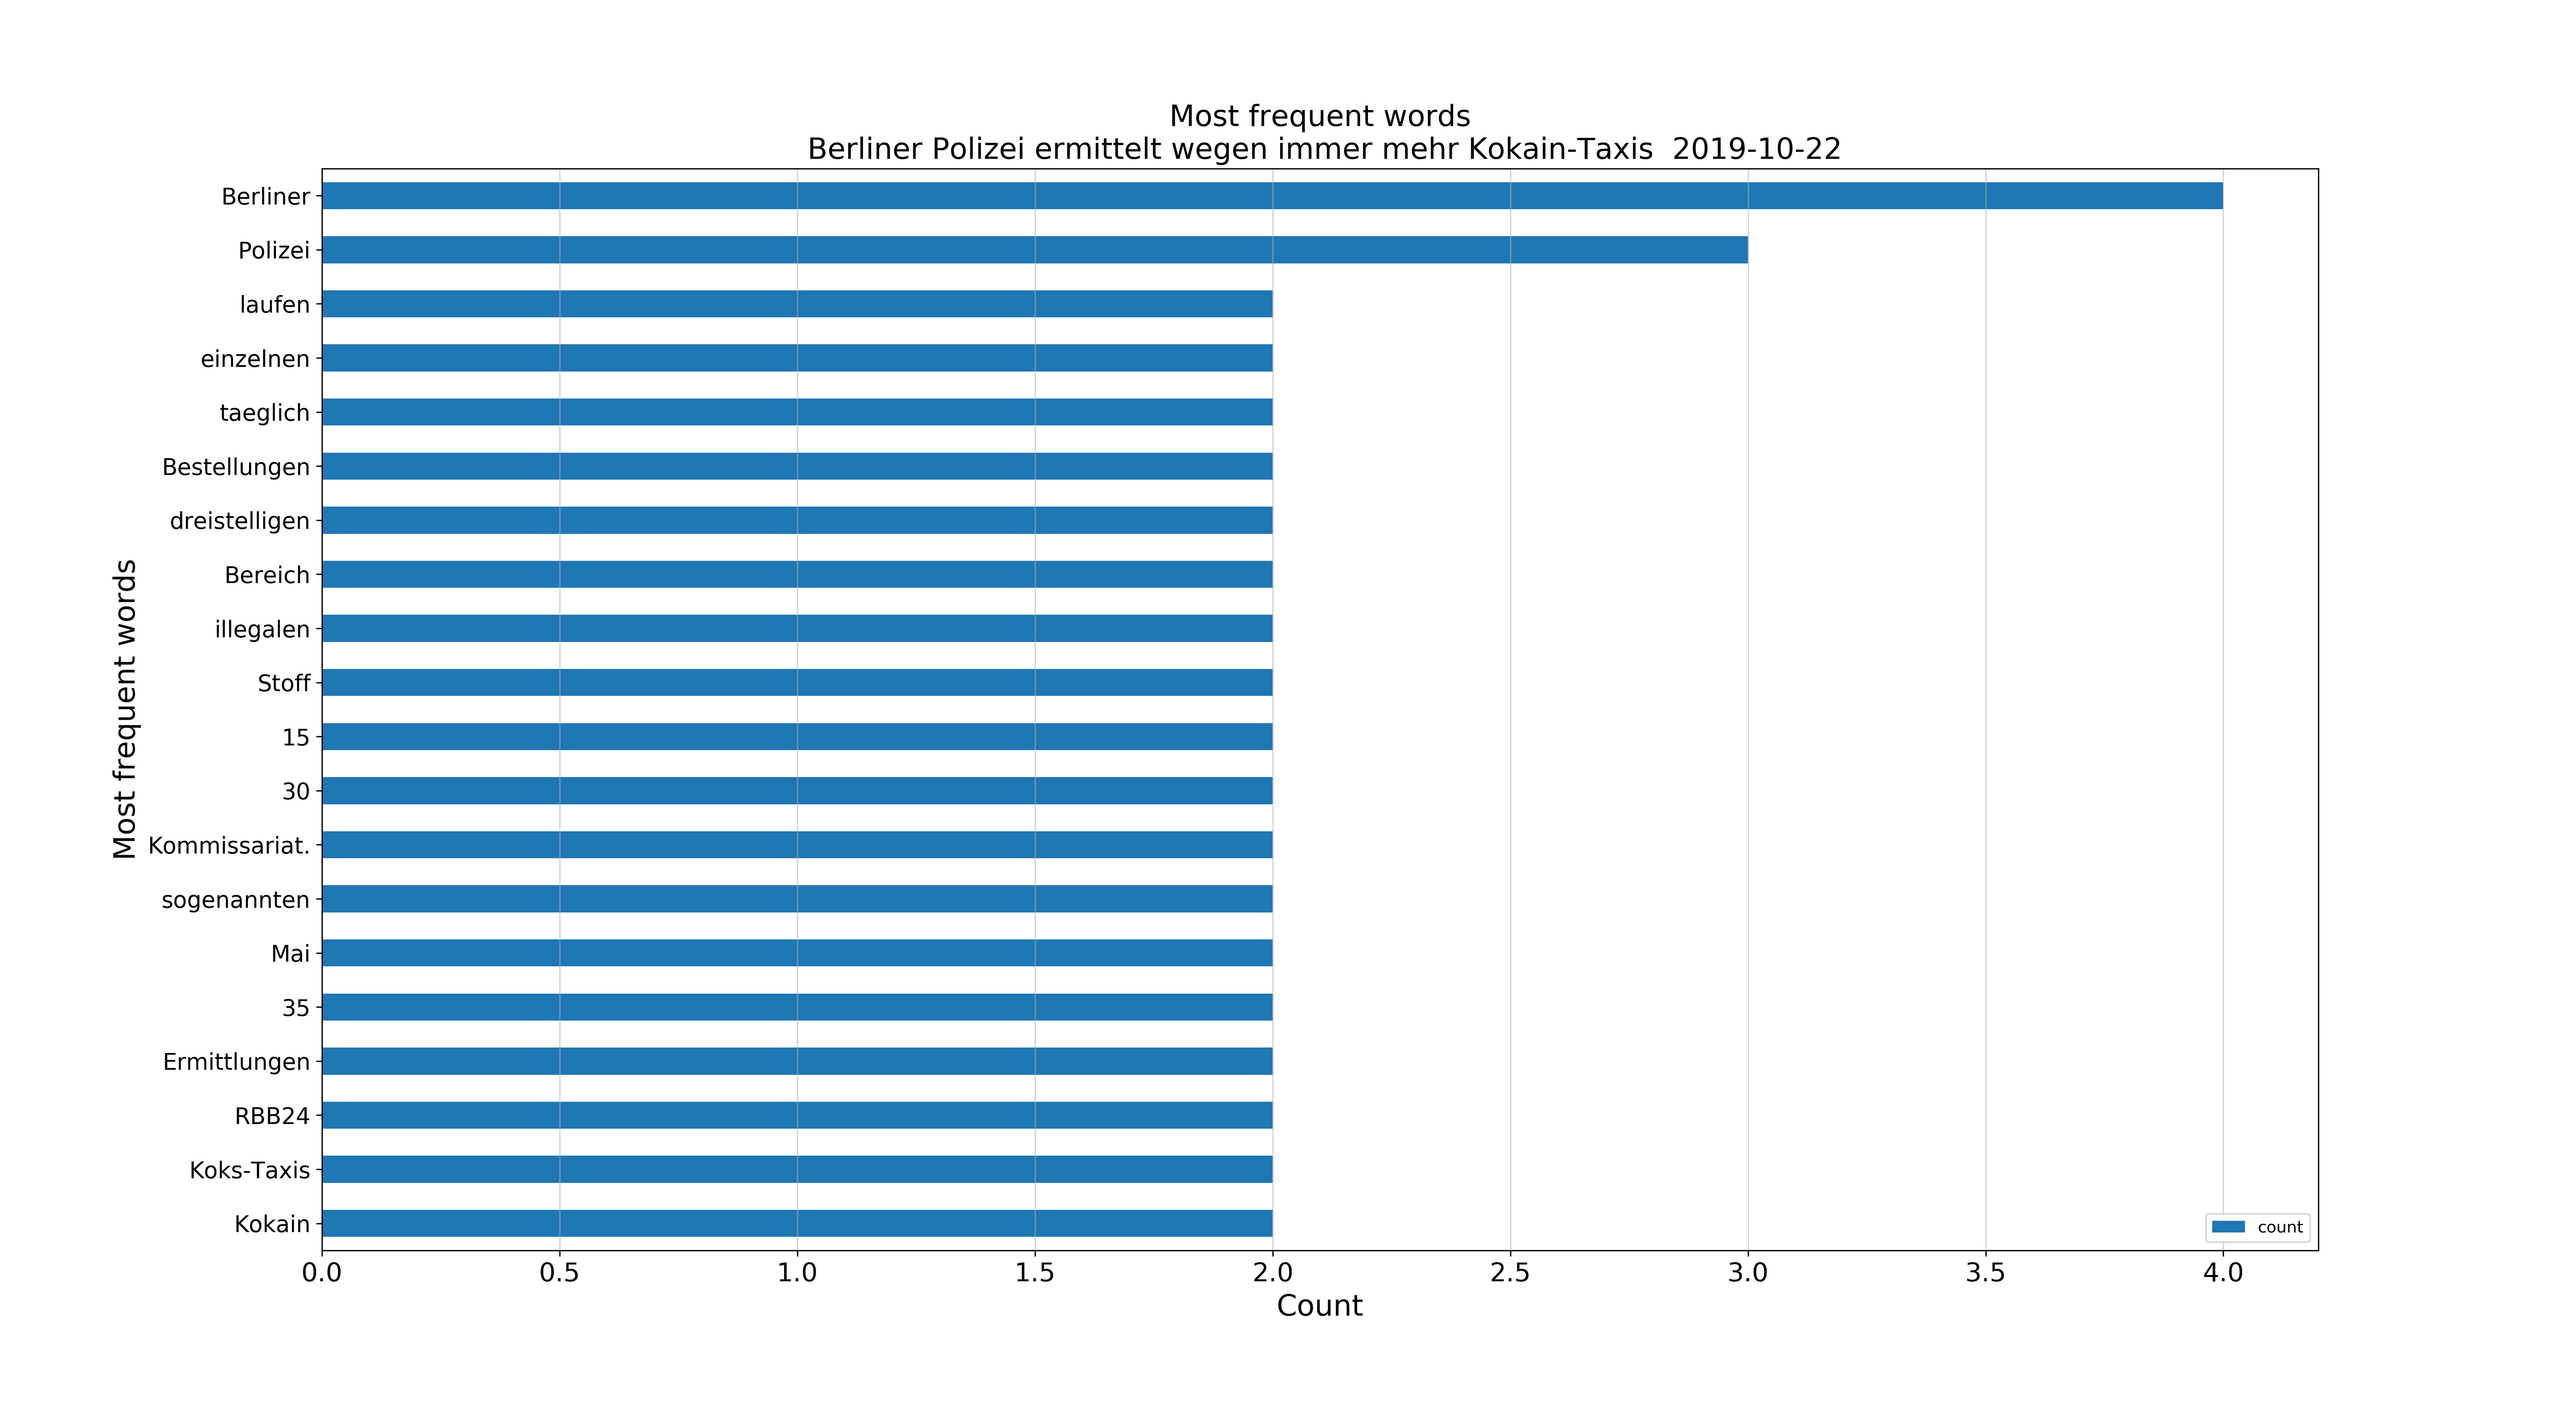 Most frequent words
Berliner Polizei ermittelt wegen immer mehr Kokain-Taxis  2019-10-22
Most frequent words
Berliner
Polizei
laufen
einzelnen
taeglich
Bestellungen
dreistelligen
Bereich
illegalen
Stoff
15
30
Kommissariat.
sogenannten
Mai
35
Ermittlungen
RBB24
Koks-Taxis
Kokain
count
0.0 0.5 1.0 1.5 2.0 2.5 3.0 3.5 4.0
Count